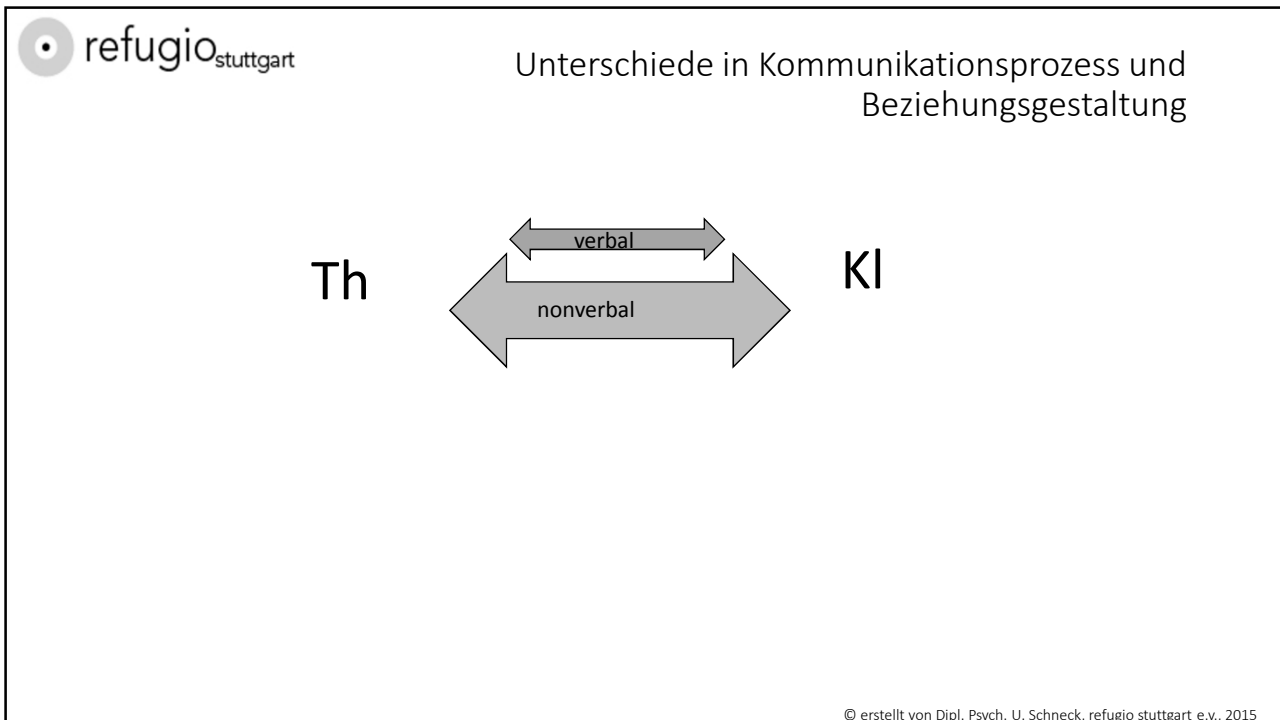 refugio stuttgart
Unterschiede in Kommunikationsprozess und
Beziehungsgestaltung
verbal
Th
Kl
nonverbal
© erstellt von Dipl. Psych. U. Schneck, refugio stuttgart e.v., 2015